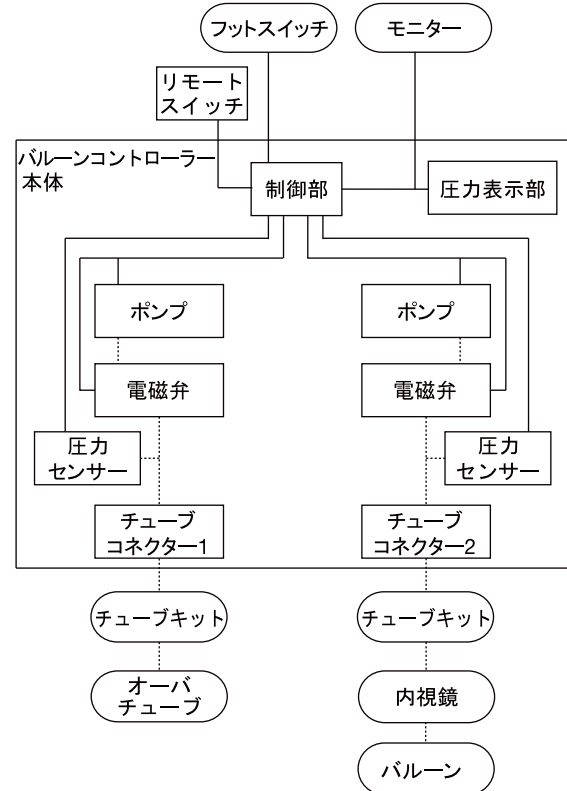 フットスイッチ
モニター
リモート
スイッチ
バルーンコントローラー
本体
制御部
圧力表示部
ポンプ
ポンプ
電磁弁
電磁弁
圧力
センサー
圧力
センサー
チューブ
コネクター1
チューブ
コネクター2
チューブキット
チューブキット
オーバ
チューブ
内視鏡
バルーン